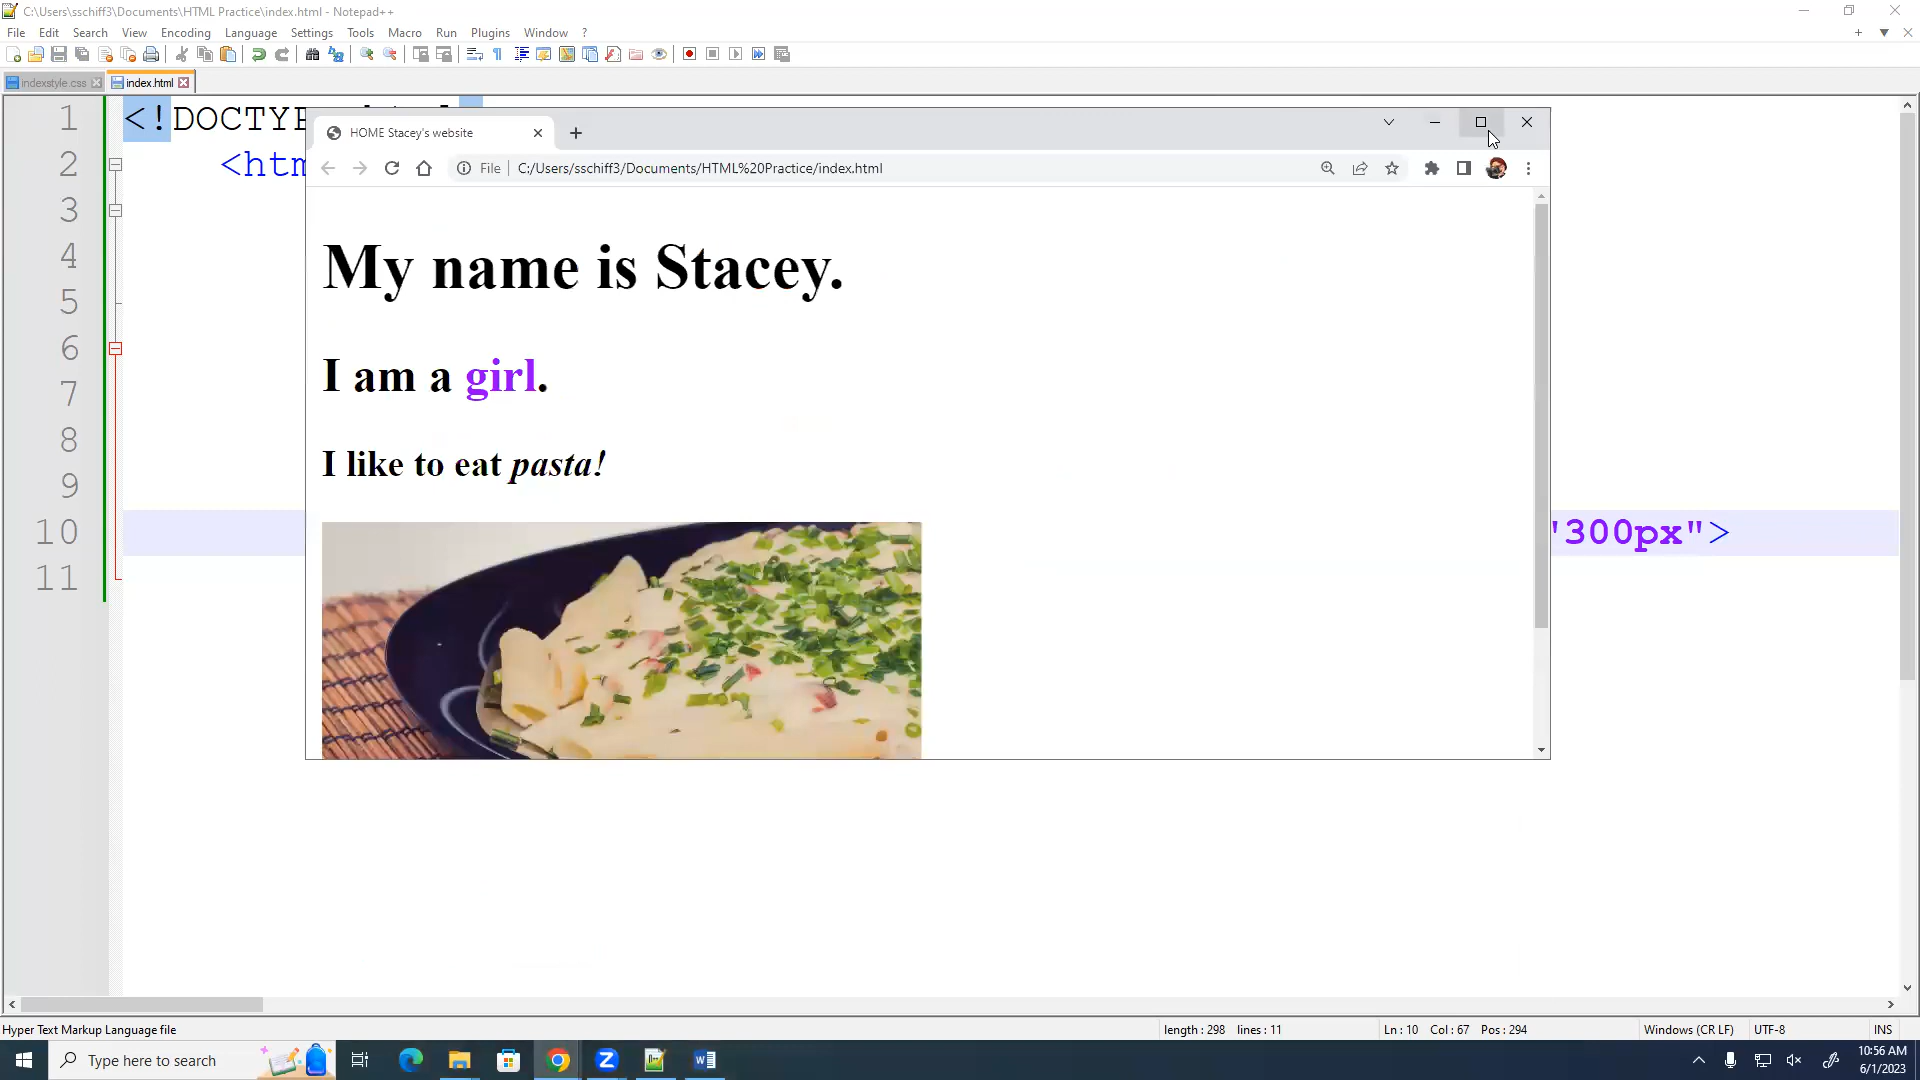 C:\Users\sschiff3\Documents\HTML Practice\index.html - Notepad++
File Edit Search View Encoding Language Settings Tools Macro Run Plugins Window ?
indexstyle.css index.html
1 <!DOCTYP
2 <htm
3
4
5
6
7
8
9
10 "300px">
11
HOME Stacey's website
File C:/Users/sschiff3/Documents/HTML%20Practice/index.html
My name is Stacey.
I am a girl.
I like to eat pasta!
Hyper Text Markup Language file length : 298 lines : 11 Ln : 10 Col : 67 Pos : 294 Windows (CR LF) UTF-8 INS
Type here to search
10:56 AM
6/1/2023